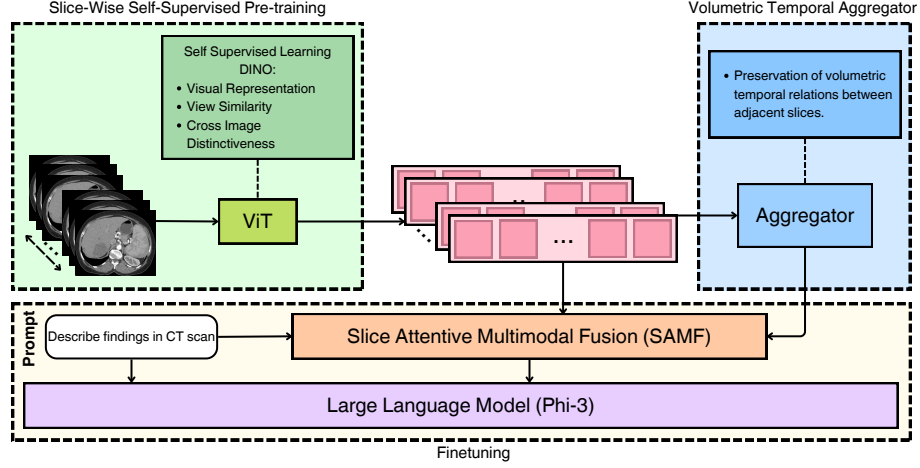 Slice-Wise Self-Supervised Pre-training
Volumetric Temporal Aggregator
Self Supervised Learning
DINO:
• Visual Representation
• View Similarity
• Cross Image
Distinctiveness
• Preservation of volumetric
temporal relations between
adjacent slices.
ViT
...
Aggregator
Prompt
Describe findings in CT scan
Slice Attentive Multimodal Fusion (SAMF)
Large Language Model (Phi-3)
Finetuning